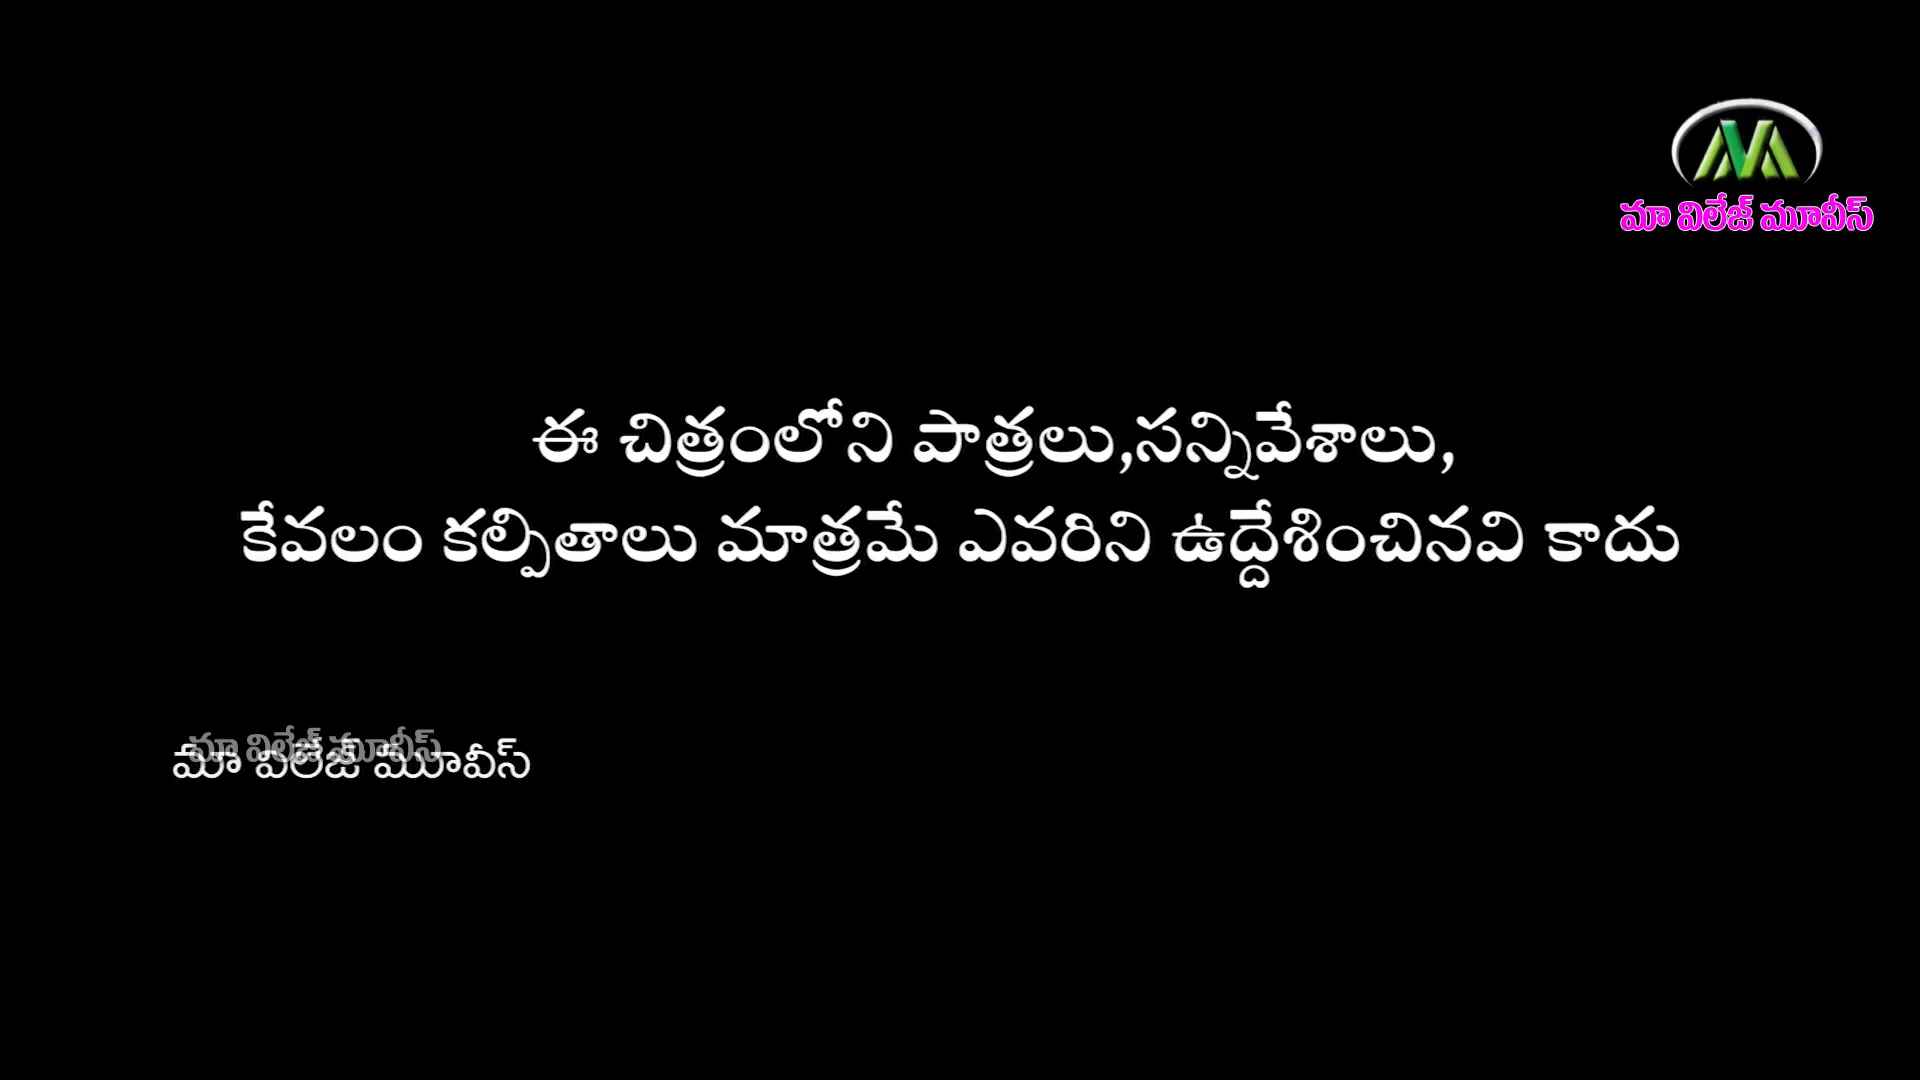 మా విలేజ్ మూవీస్
ఈ చిత్రంలోని పాత్రలు,సన్నివేశాలు,
కేవలం కల్పితాలు మాత్రమే ఎవరిని ఉద్దేశించినవి కాదు
మా విలేజ్ మూవీస్
మా విలేజ్ మూవీస్